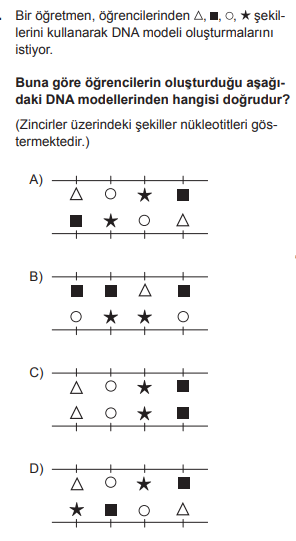 Bir öğretmen, öğrencilerinden △, ■, ○, ★ şekil-
lerini kullanarak DNA modeli oluşturmalarını
istiyor.
Buna göre öğrencilerin oluşturduğu aşağı-
daki DNA modellerinden hangisi doğrudur?
(Zincirler üzerindeki şekiller nükleotitleri gös-
termektedir.)
A)
△ ○ ★ ■
■ ★ ○ △
B)
■ ■ △ ■
○ ★ ★ ○
C)
△ ○ ★ ■
△ ○ ★ ■
D)
△ ○ ★ ■
★ ■ ○ △